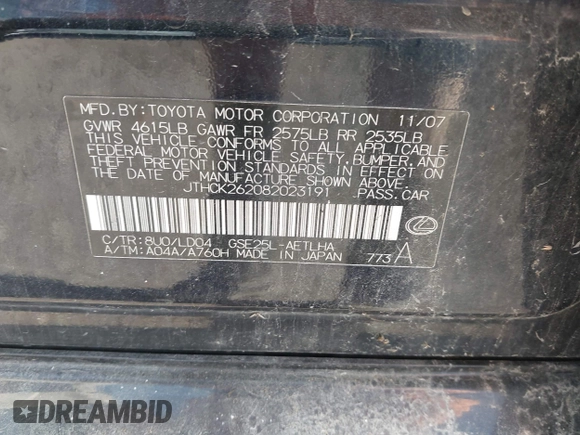 MFD. BY: TOYOTA MOTOR CORPORATION 11/07
GVWR 4615LB GAWR FR 2575LB RR 2535LB
THIS VEHICLE CONFORMS TO ALL APPLICABLE
FEDERAL MOTOR VEHICLE SAFETY, BUMPER, AND
THEFT PREVENTION STANDARDS IN EFFECT ON
THE DATE OF MANUFACTURE SHOWN ABOVE.
JTHCK262082023191 PASS. CAR
C/TR: 8U0/LD04 GSE25L-AETLHA
A/TM: A04A/A760H MADE IN JAPAN 773 A
DREAMBID